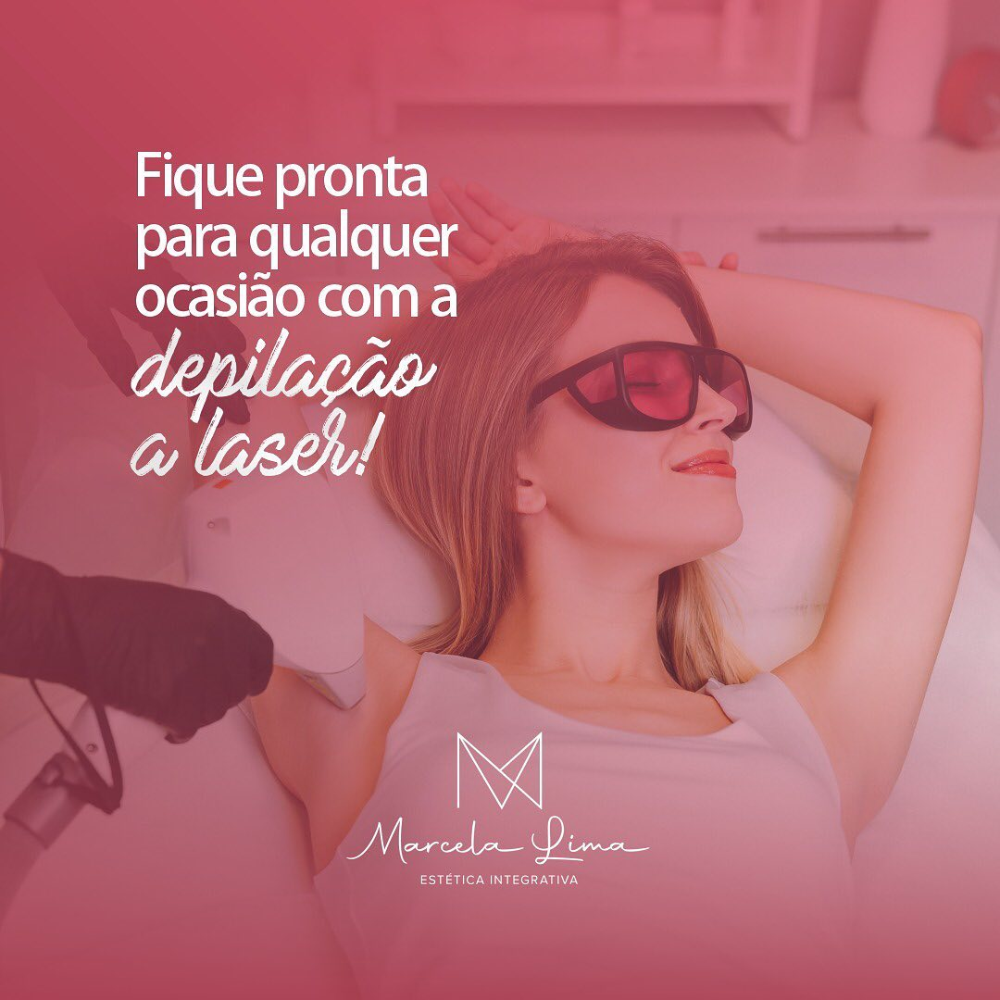 Fique pronta
para qualquer
ocasião com a
depilação
a laser!
Marcela Lima
ESTÉTICA INTEGRATIVA